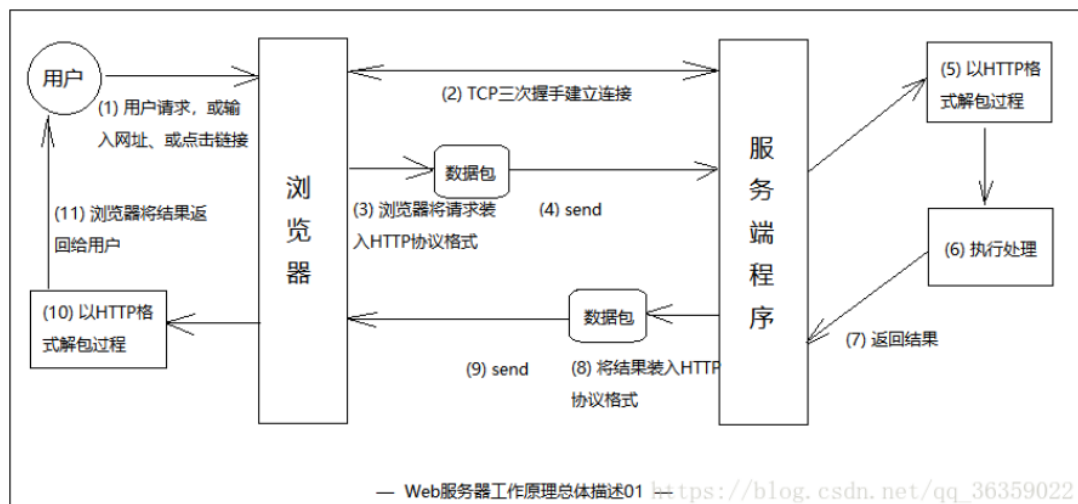 用户
(1) 用户请求，或输
入网址、或点击链接
(2) TCP三次握手建立连接
(5) 以HTTP格
式解包过程
浏
览
器
服
务
端
程
序
数据包
(3) 浏览器将请求装
入HTTP协议格式
(4) send
(11) 浏览器将结果返
回给用户
(6) 执行处理
(10) 以HTTP格
式解包过程
数据包
(7) 返回结果
(9) send
(8) 将结果装入HTTP
协议格式
— Web服务器工作原理总体描述01 —
https://blog.csdn.net/qq_36359022